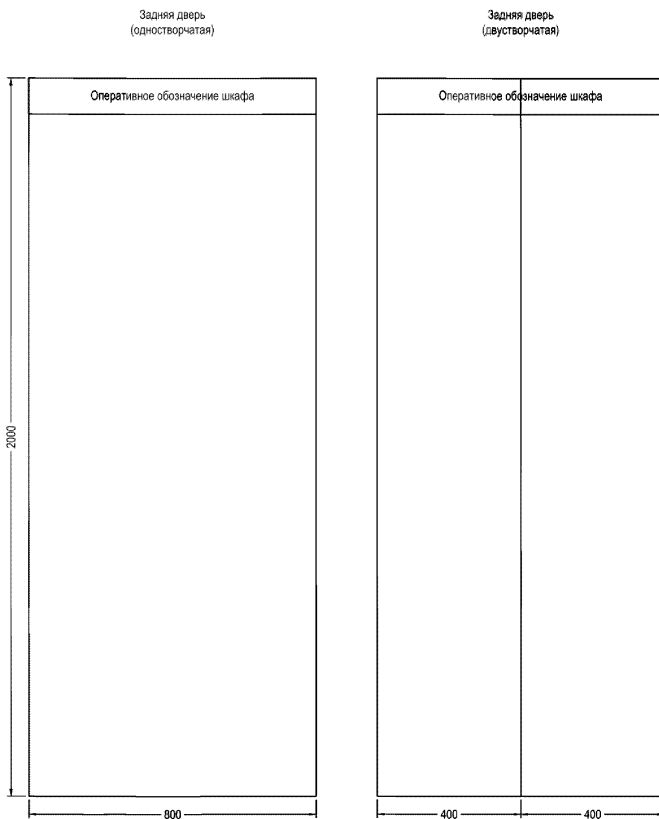 Задняя дверь
(одностворчатая)
Задняя дверь
(двустворчатая)
Оперативное обозначение шкафа
Оперативное обозначение шкафа
2000
800
400
400